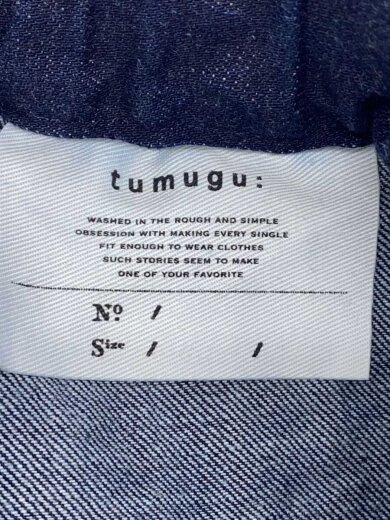 tumugu:
WASHED IN THE ROUGH AND SIMPLE
OBSESSION WITH MAKING EVERY SINGLE
FIT ENOUGH TO WEAR CLOTHES
SUCH STORIES SEEM TO MAKE
ONE OF YOUR FAVORITE
Nº /
Size / /